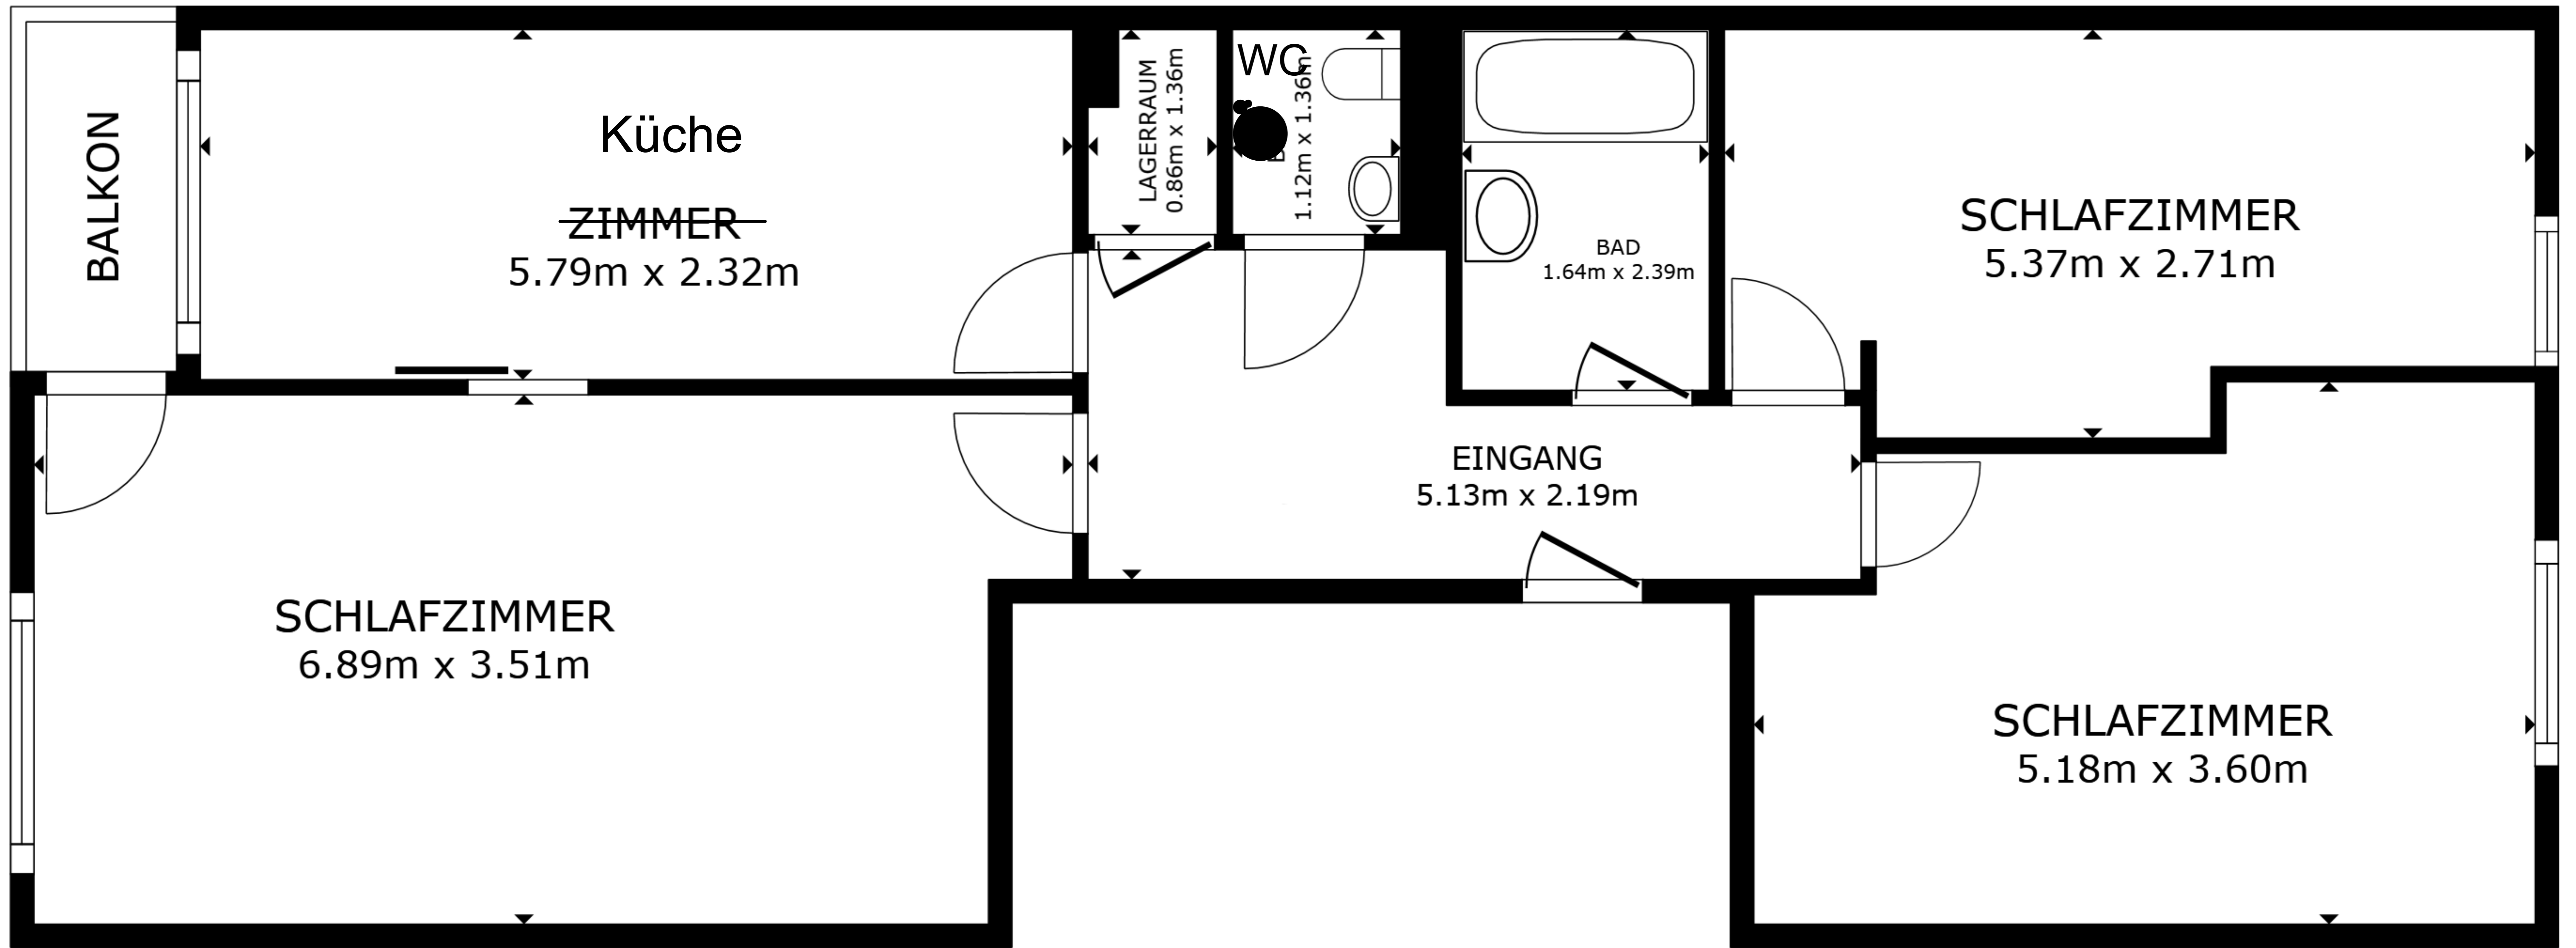 BALKON
Küche
ZIMMER
5.79m x 2.32m
LAGERRAUM
0.86m x 1.36m
WC
1.12m x 1.36m
BAD
1.64m x 2.39m
SCHLAFZIMMER
5.37m x 2.71m
EINGANG
5.13m x 2.19m
SCHLAFZIMMER
6.89m x 3.51m
SCHLAFZIMMER
5.18m x 3.60m